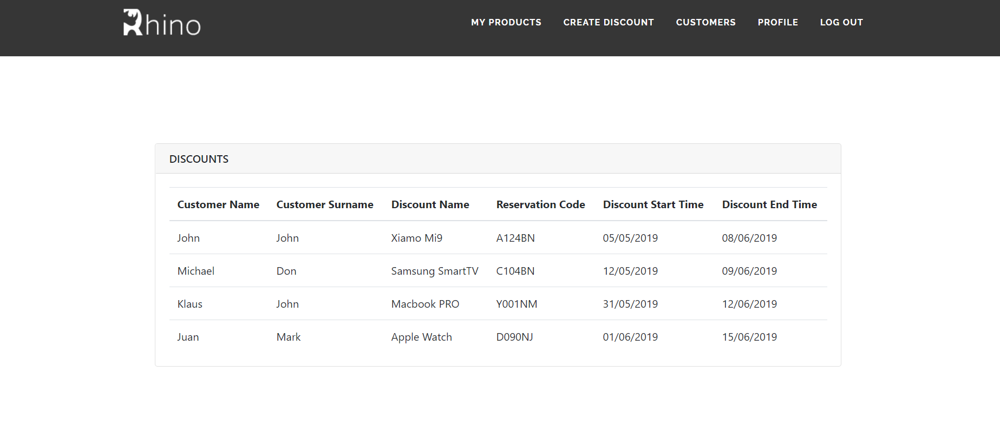 Rhino
MY PRODUCTS CREATE DISCOUNT CUSTOMERS PROFILE LOG OUT
DISCOUNTS
Customer Name Customer Surname Discount Name Reservation Code Discount Start Time Discount End Time
John John Xiamo Mi9 A124BN 05/05/2019 08/06/2019
Michael Don Samsung SmartTV C104BN 12/05/2019 09/06/2019
Klaus John Macbook PRO Y001NM 31/05/2019 12/06/2019
Juan Mark Apple Watch D090NJ 01/06/2019 15/06/2019